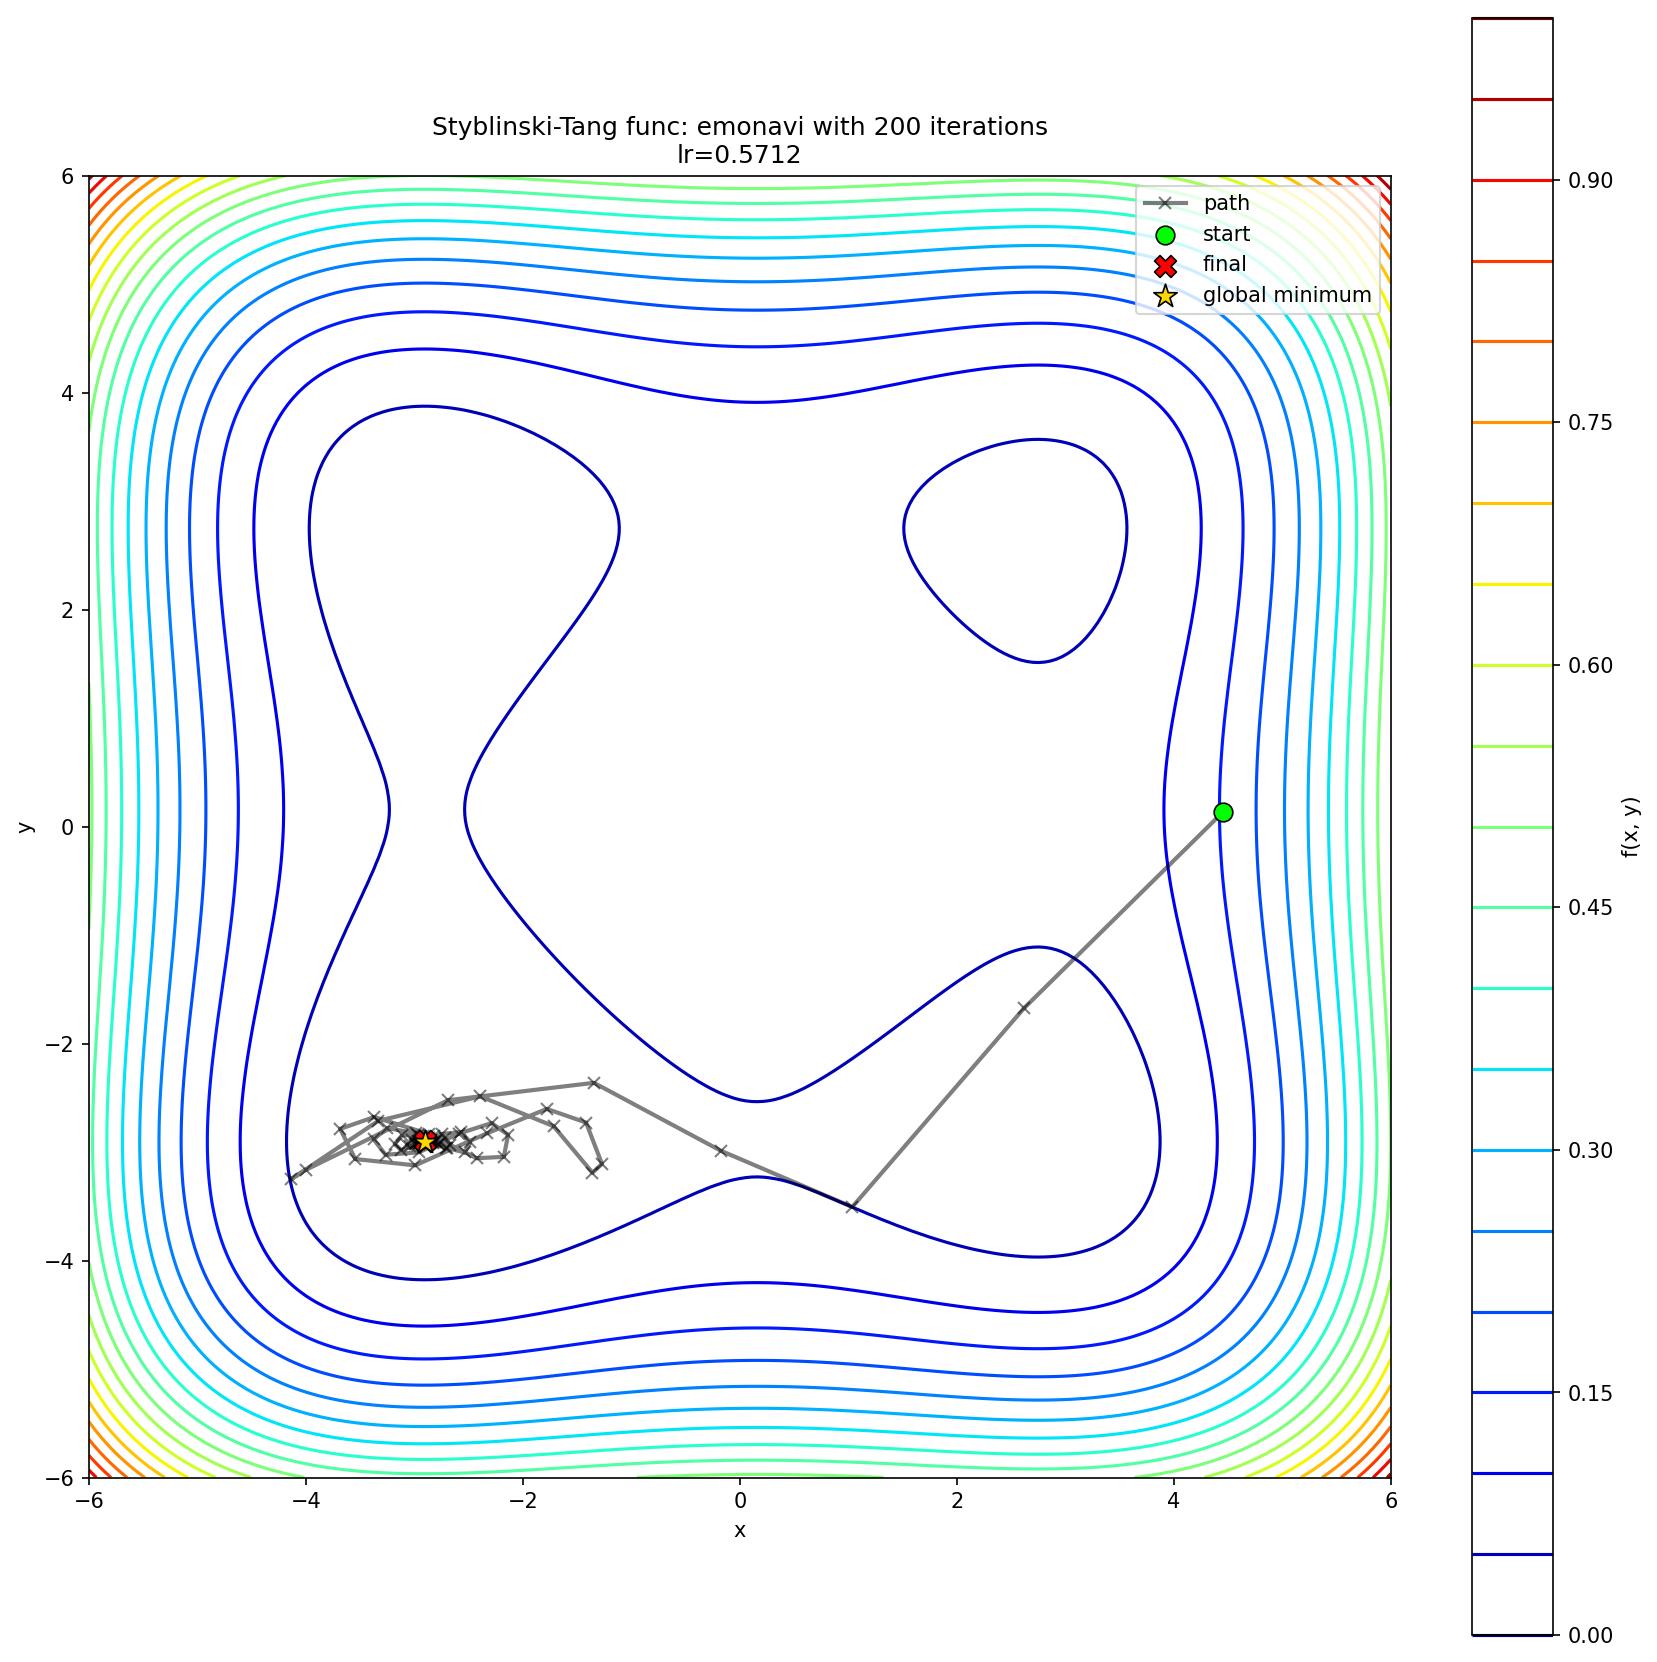 Styblinski-Tang func: emonavi with 200 iterations
lr=0.5712
path
start
final
global minimum
6
4
2
0
−2
−4
−6
y
−6
−4
−2
0
2
4
6
x
0.90
0.75
0.60
0.45
0.30
0.15
0.00
f(x, y)